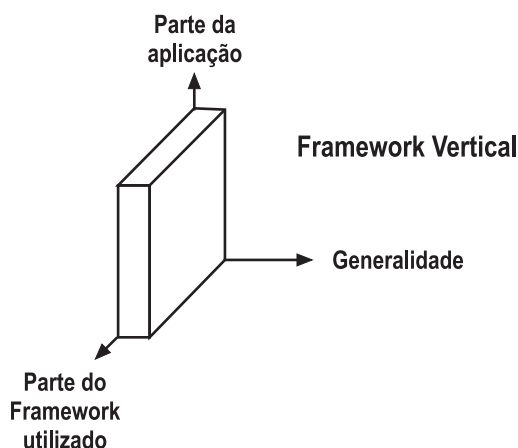 Parte da
aplicação
Framework Vertical
Generalidade
Parte do
Framework
utilizado